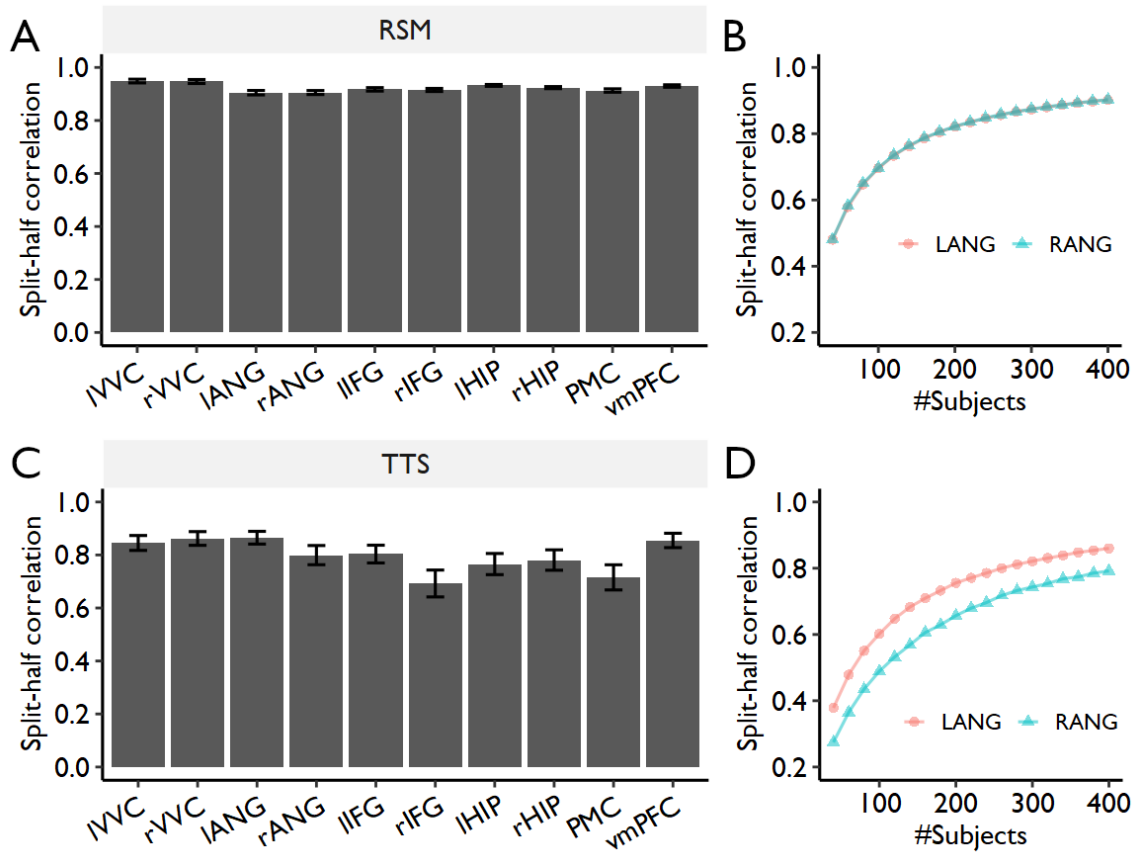 A
RSM
Split-half correlation
1.0
0.8
0.6
0.4
0.2
0.0
lVVC rVVC lANG rANG lIFG rIFG lHIP rHIP PMC vmPFC
B
Split-half correlation
1.0
0.8
0.6
0.4
0.2
LANG RANG
100 200 300 400
#Subjects
C
TTS
Split-half correlation
1.0
0.8
0.6
0.4
0.2
0.0
lVVC rVVC lANG rANG lIFG rIFG lHIP rHIP PMC vmPFC
D
Split-half correlation
1.0
0.8
0.6
0.4
0.2
LANG RANG
100 200 300 400
#Subjects